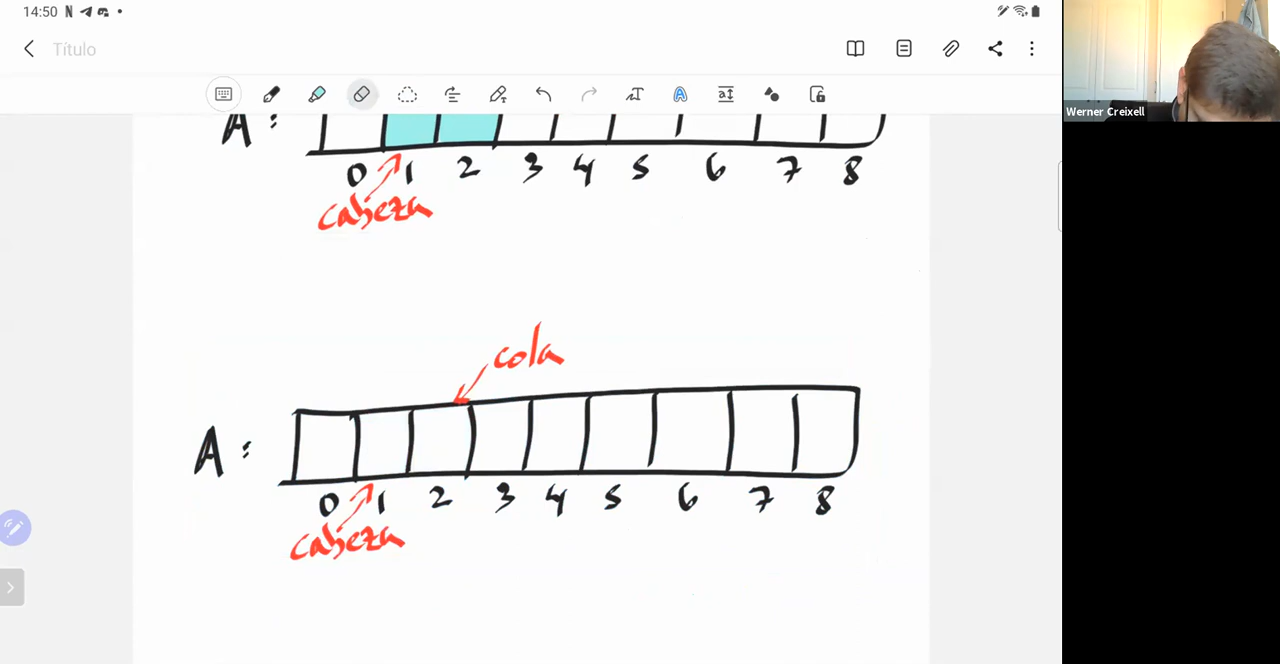 14:50 N
Título
Werner Creixell
A:
0 1 2 3 4 5 6 7 8
cabeza
cola
A:
0 1 2 3 4 5 6 7 8
cabeza